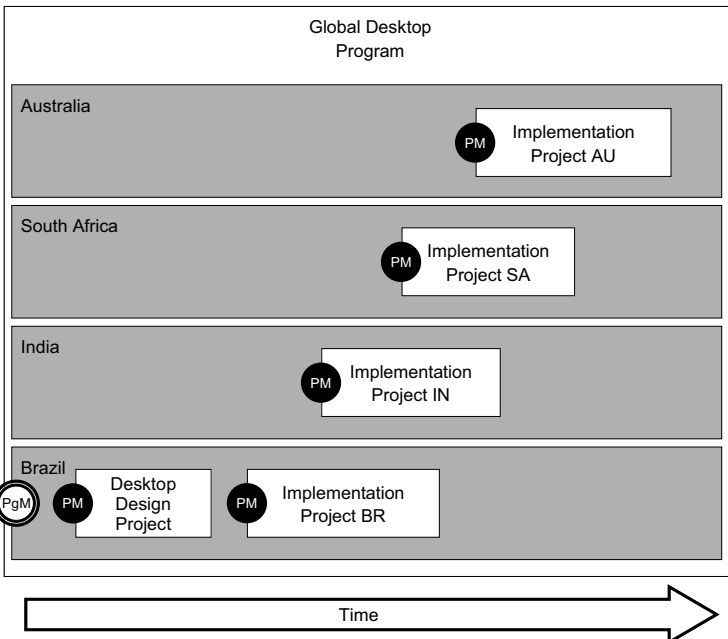 Global Desktop
Program
Australia
PM
Implementation
Project AU
South Africa
PM
Implementation
Project SA
India
PM
Implementation
Project IN
Brazil
PgM
PM
Desktop
Design
Project
PM
Implementation
Project BR
Time